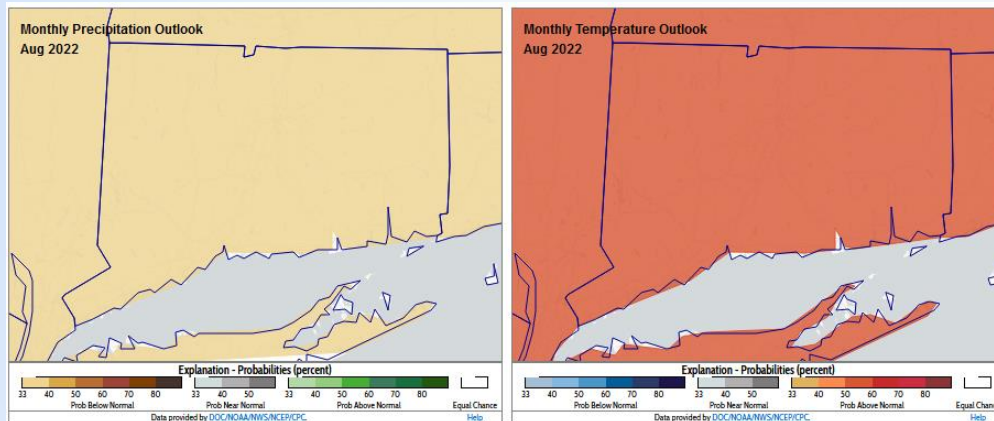 Monthly Precipitation Outlook
Aug 2022
Explanation - Probabilities (percent)
33 40 50 60 70 80 33 40 50 33 40 50 60 70 80
Prob Below Normal Prob Near Normal Prob Above Normal Equal Chance
Data provided by DOC/NOAA/NWS/NCEP/CPC. Help
Monthly Temperature Outlook
Aug 2022
Explanation - Probabilities (percent)
33 40 50 60 70 80 33 40 50 33 40 50 60 70 80
Prob Below Normal Prob Near Normal Prob Above Normal Equal Chance
Data provided by DOC/NOAA/NWS/NCEP/CPC. Help